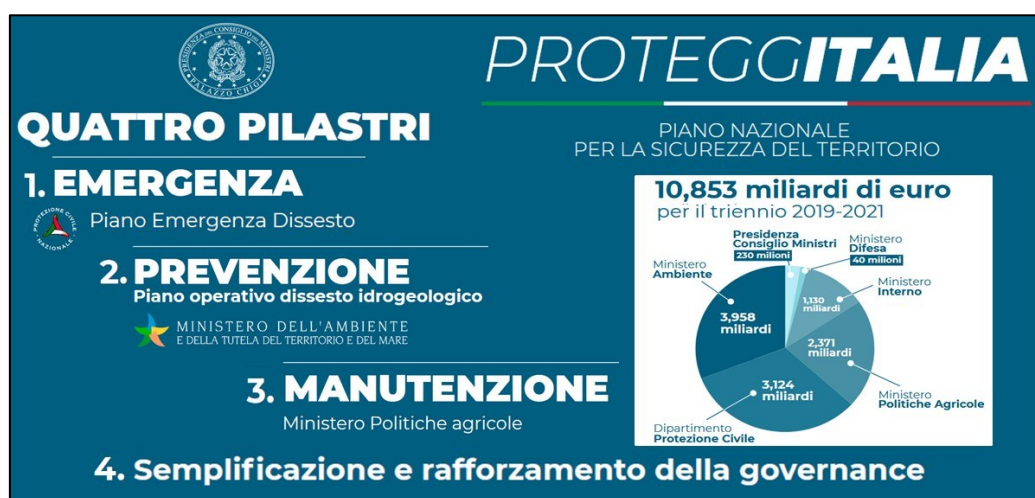 PRESIDENZA DEL CONSIGLIO DEI MINISTRI
PALAZZO CHIGI
PROTEGGITALIA
PIANO NAZIONALE
PER LA SICUREZZA DEL TERRITORIO
QUATTRO PILASTRI
1. EMERGENZA
PROTEZIONE CIVILE
NAZIONALE
Piano Emergenza Dissesto
2. PREVENZIONE
Piano operativo dissesto idrogeologico
MINISTERO DELL'AMBIENTE
E DELLA TUTELA DEL TERRITORIO E DEL MARE
3. MANUTENZIONE
Ministero Politiche agricole
4. Semplificazione e rafforzamento della governance
10,853 miliardi di euro
per il triennio 2019-2021
Presidenza
Consiglio Ministri
230 milioni
Ministero
Difesa
40 milioni
Ministero
Ambiente
3,958
miliardi
Ministero
Interno
1,130
miliardi
2,371
miliardi
Ministero
Politiche Agricole
3,124
miliardi
Dipartimento
Protezione Civile